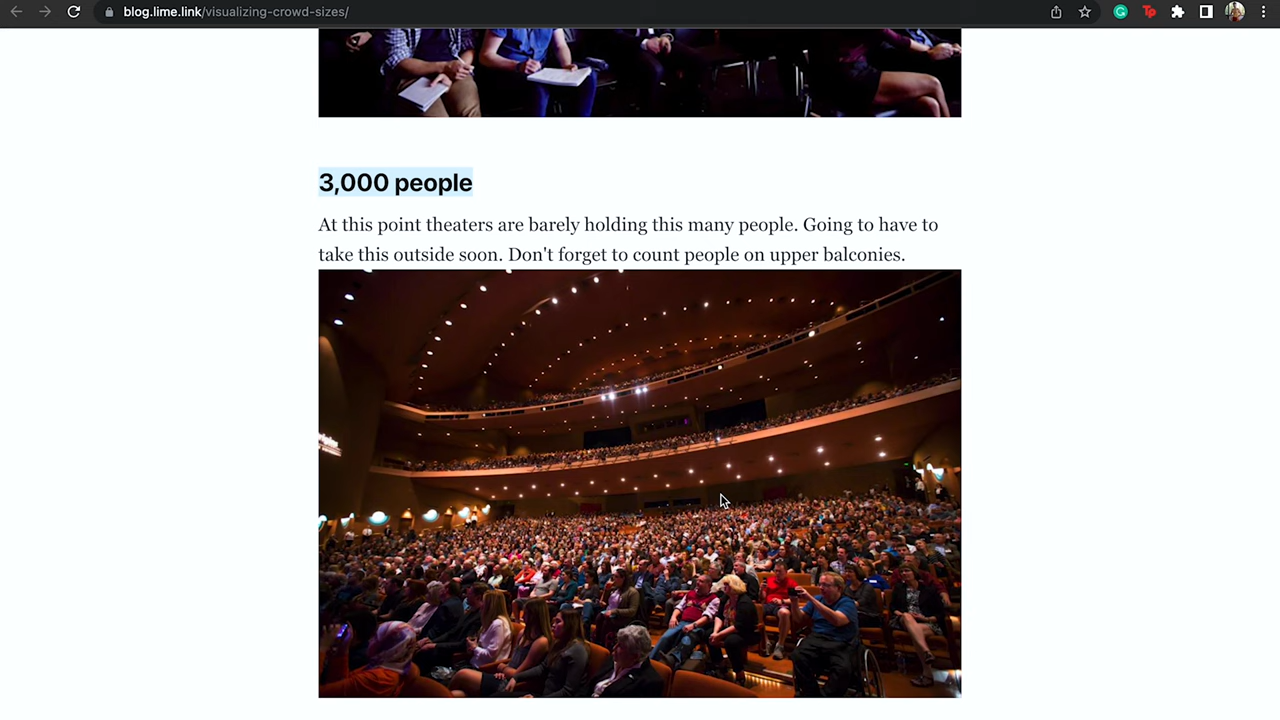 blog.lime.link/visualizing-crowd-sizes/
3,000 people
At this point theaters are barely holding this many people. Going to have to
take this outside soon. Don't forget to count people on upper balconies.